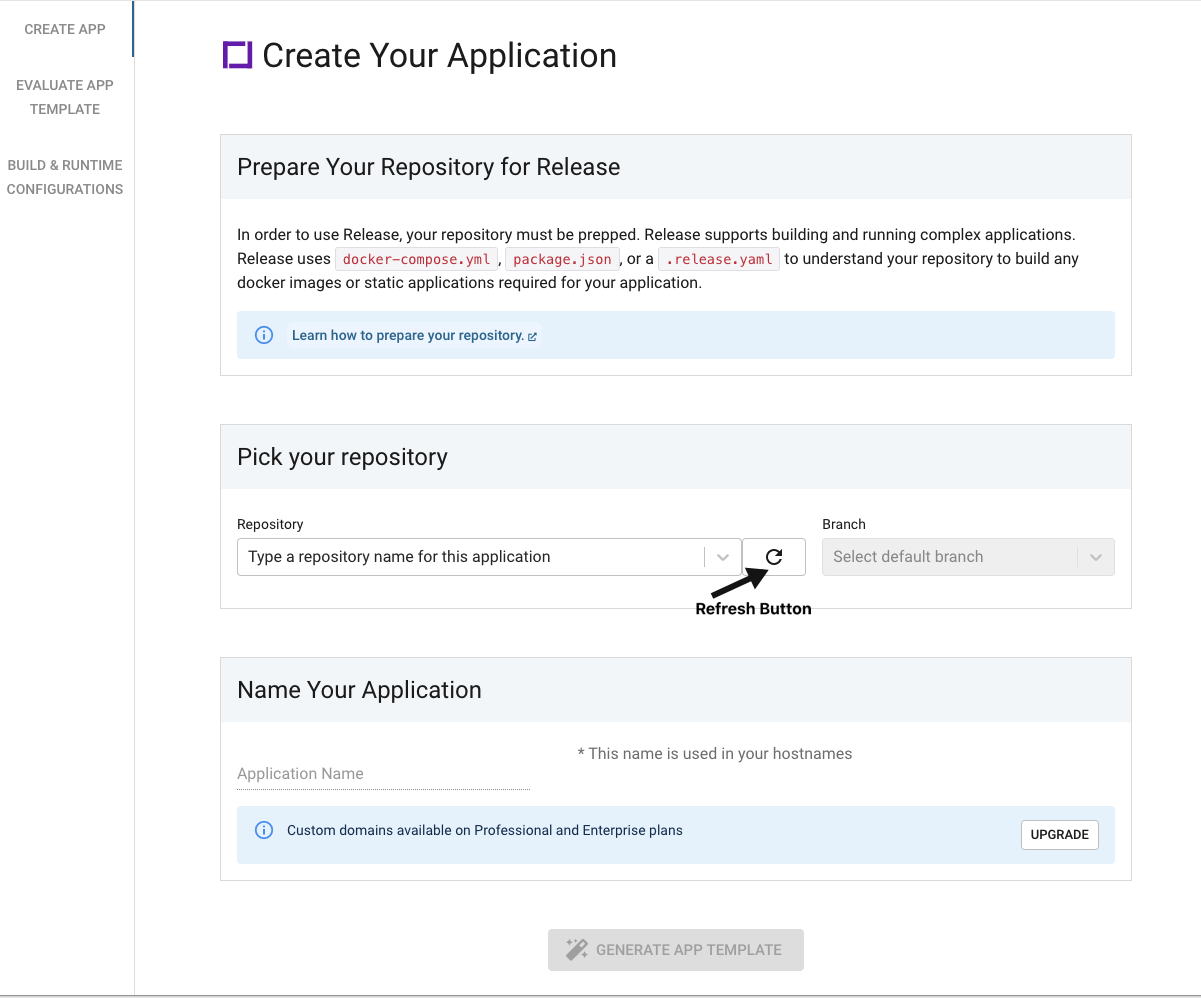 CREATE APP
EVALUATE APP
TEMPLATE
BUILD & RUNTIME
CONFIGURATIONS
Create Your Application
Prepare Your Repository for Release
In order to use Release, your repository must be prepped. Release supports building and running complex applications.
Release uses docker-compose.yml, package.json, or a .release.yaml to understand your repository to build any
docker images or static applications required for your application.
Learn how to prepare your repository.
Pick your repository
Repository
Branch
Type a repository name for this application
Select default branch
Refresh Button
Name Your Application
* This name is used in your hostnames
Application Name
Custom domains available on Professional and Enterprise plans
UPGRADE
GENERATE APP TEMPLATE